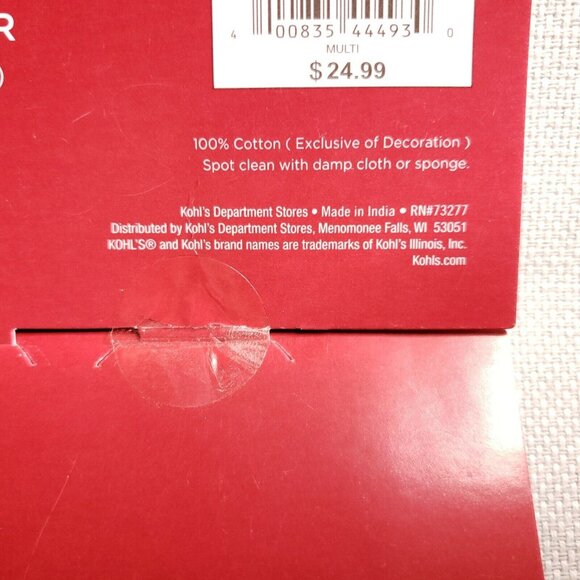 R
)
4 00835 44493 0
MULTI
$24.99
100% Cotton ( Exclusive of Decoration )
Spot clean with damp cloth or sponge.
Kohl's Department Stores • Made in India • RN#73277
Distributed by Kohl's Department Stores, Menomonee Falls, WI 53051
KOHL'S® and Kohl's brand names are trademarks of Kohl's Illinois, Inc.
Kohls.com